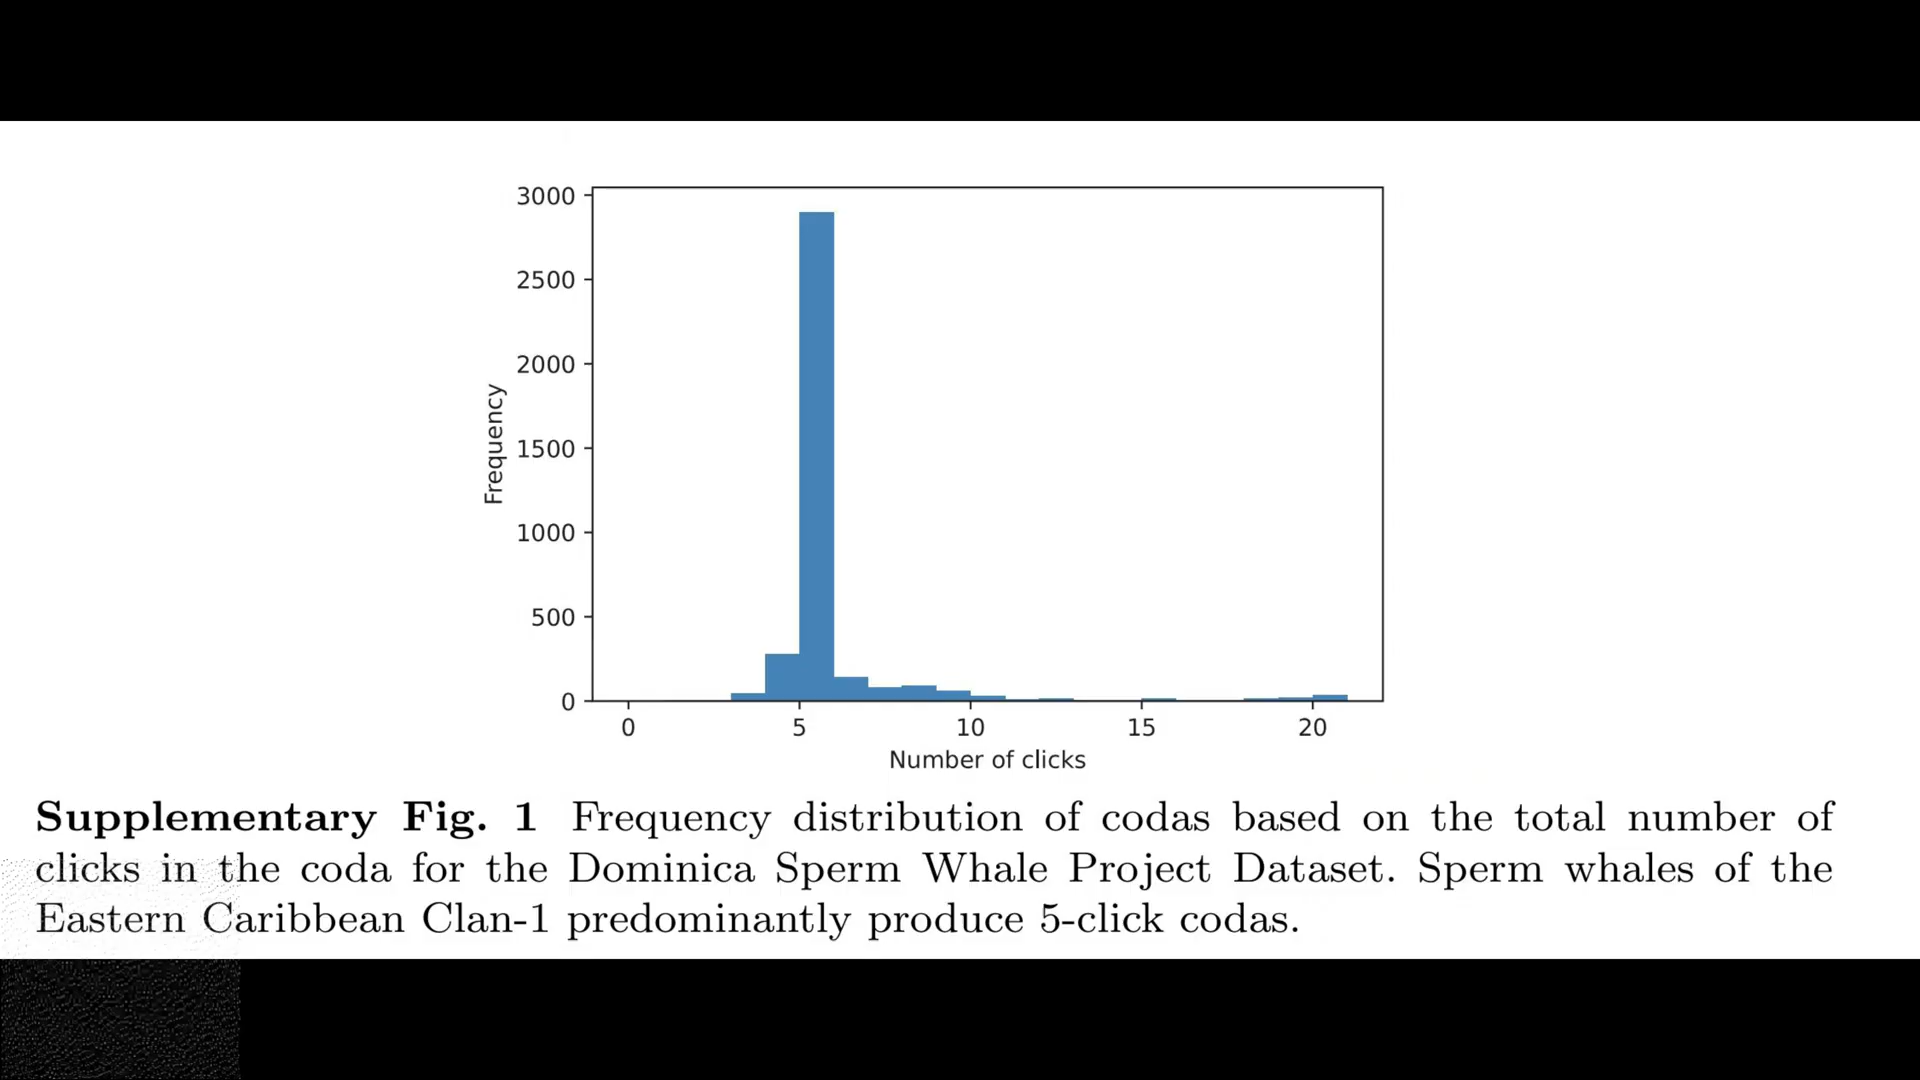 3000
2500
2000
1500
1000
500
0
Frequency
0 5 10 15 20
Number of clicks
Supplementary Fig. 1 Frequency distribution of codas based on the total number of
clicks in the coda for the Dominica Sperm Whale Project Dataset. Sperm whales of the
Eastern Caribbean Clan-1 predominantly produce 5-click codas.